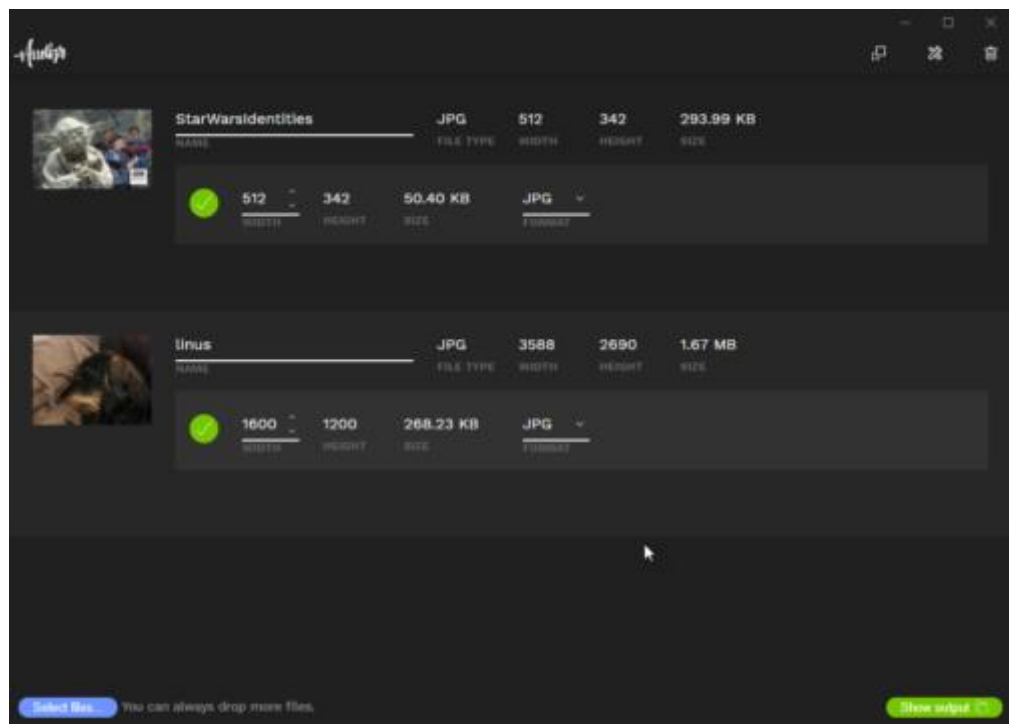 StarWarsIdentities JPG 512 342 293.99 KB
NAME FILE TYPE WIDTH HEIGHT SIZE
512 342 50.40 KB JPG
WIDTH HEIGHT SIZE FORMAT
linus JPG 3588 2690 1.67 MB
NAME FILE TYPE WIDTH HEIGHT SIZE
1600 1200 268.23 KB JPG
WIDTH HEIGHT SIZE FORMAT
Select files... You can always drop more files. Show output